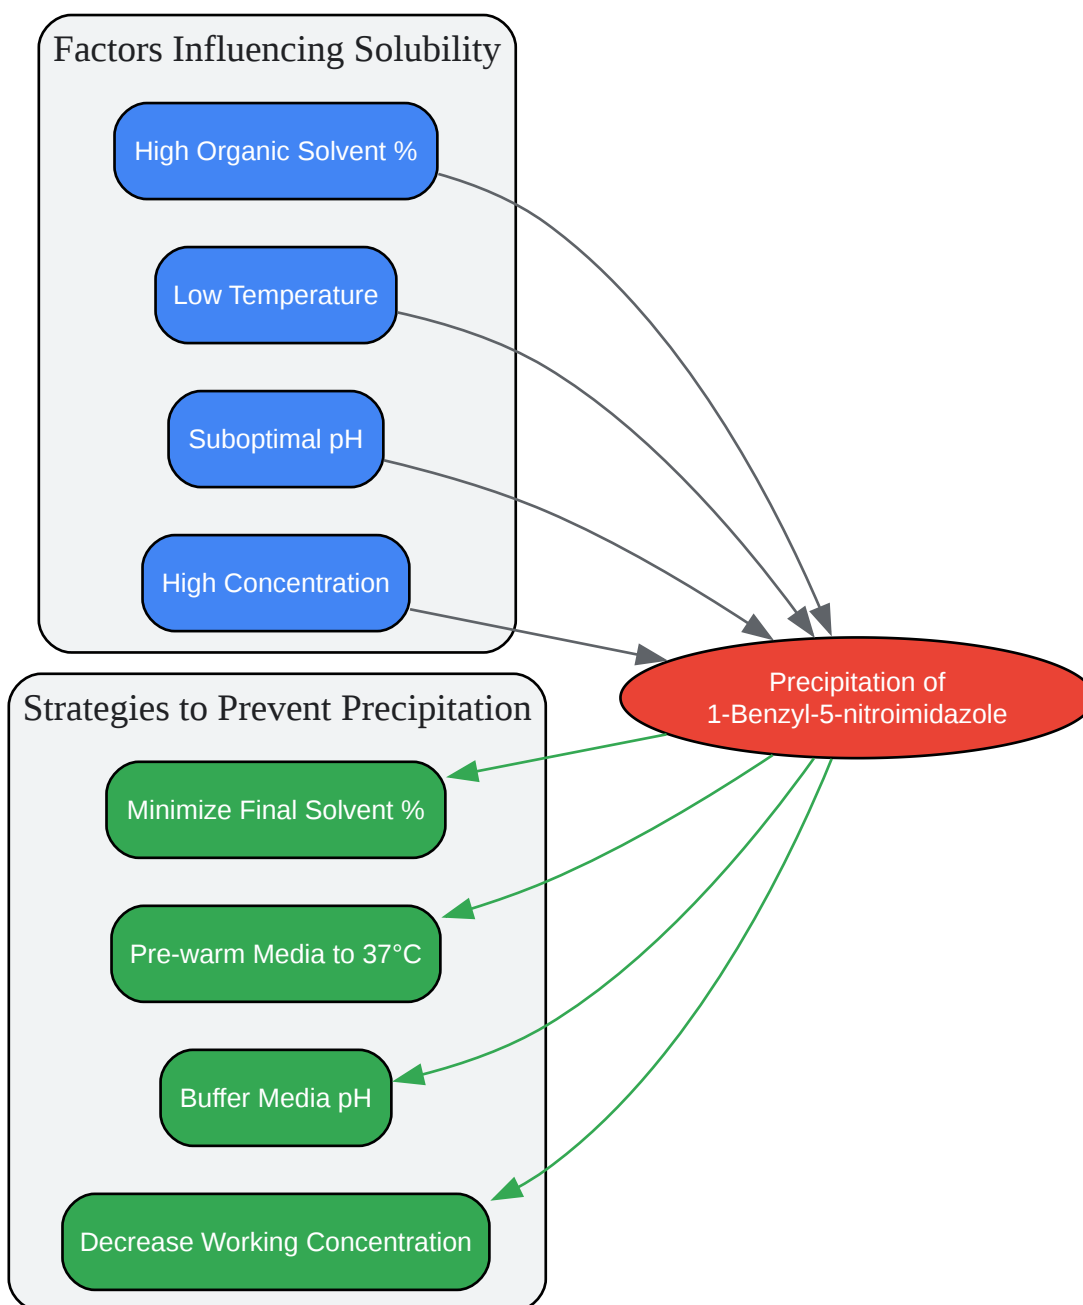 Factors Influencing Solubility
High Organic Solvent %
Low Temperature
Suboptimal pH
High Concentration
Precipitation of
1-Benzyl-5-nitroimidazole
Strategies to Prevent Precipitation
Minimize Final Solvent %
Pre-warm Media to 37°C
Buffer Media pH
Decrease Working Concentration